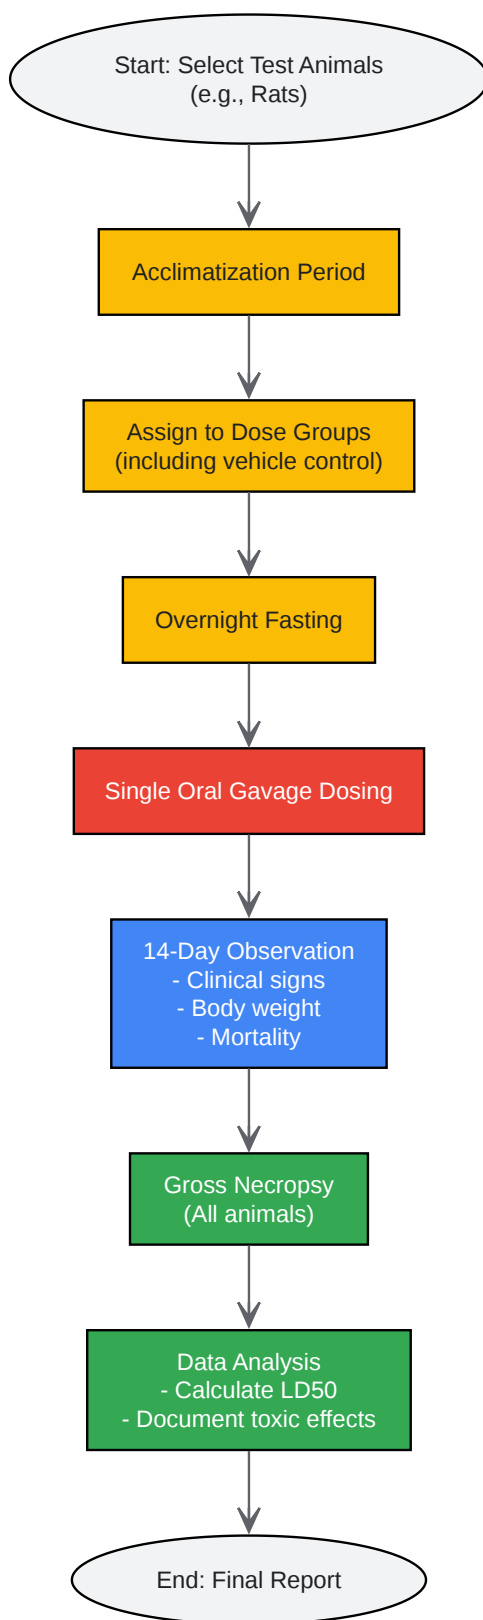 Start: Select Test Animals
(e.g., Rats)
Acclimatization Period
Assign to Dose Groups
(including vehicle control)
Overnight Fasting
Single Oral Gavage Dosing
14-Day Observation
- Clinical signs
- Body weight
- Mortality
Gross Necropsy
(All animals)
Data Analysis
- Calculate LD50
- Document toxic effects
End: Final Report